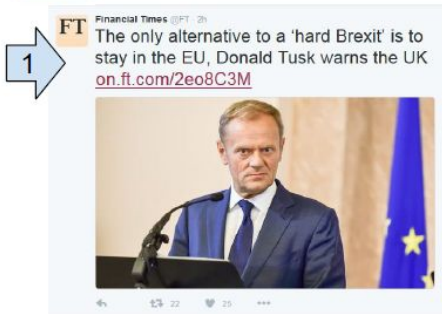 FT
Financial Times @FT · 2h
The only alternative to a 'hard Brexit' is to
stay in the EU, Donald Tusk warns the UK
on.ft.com/2eo8C3M
1
22 25